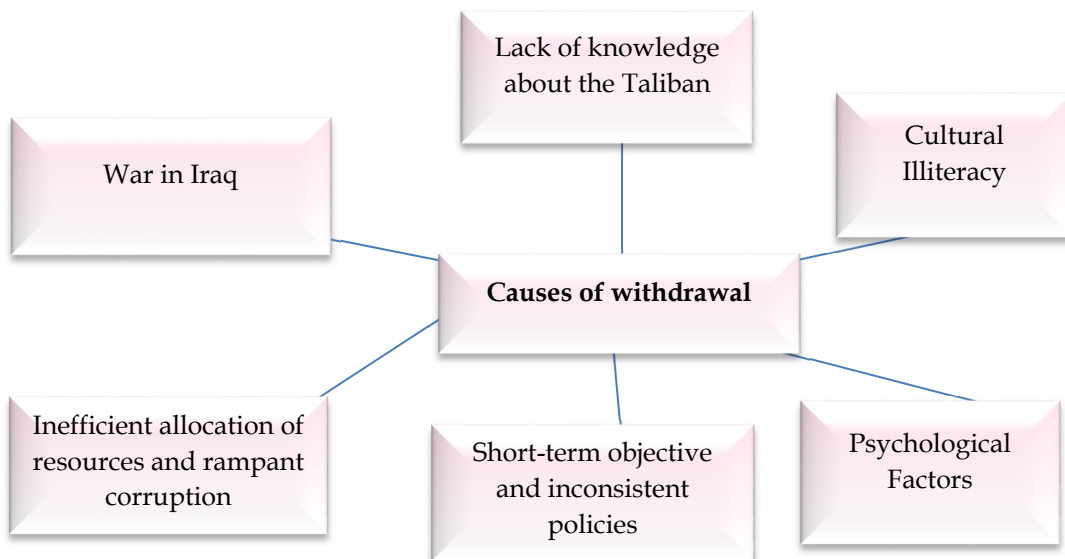 Lack of knowledge
about the Taliban
Cultural
Illiteracy
War in Iraq
Causes of withdrawal
Inefficient allocation of
resources and rampant
corruption
Short-term objective
and inconsistent
policies
Psychological
Factors